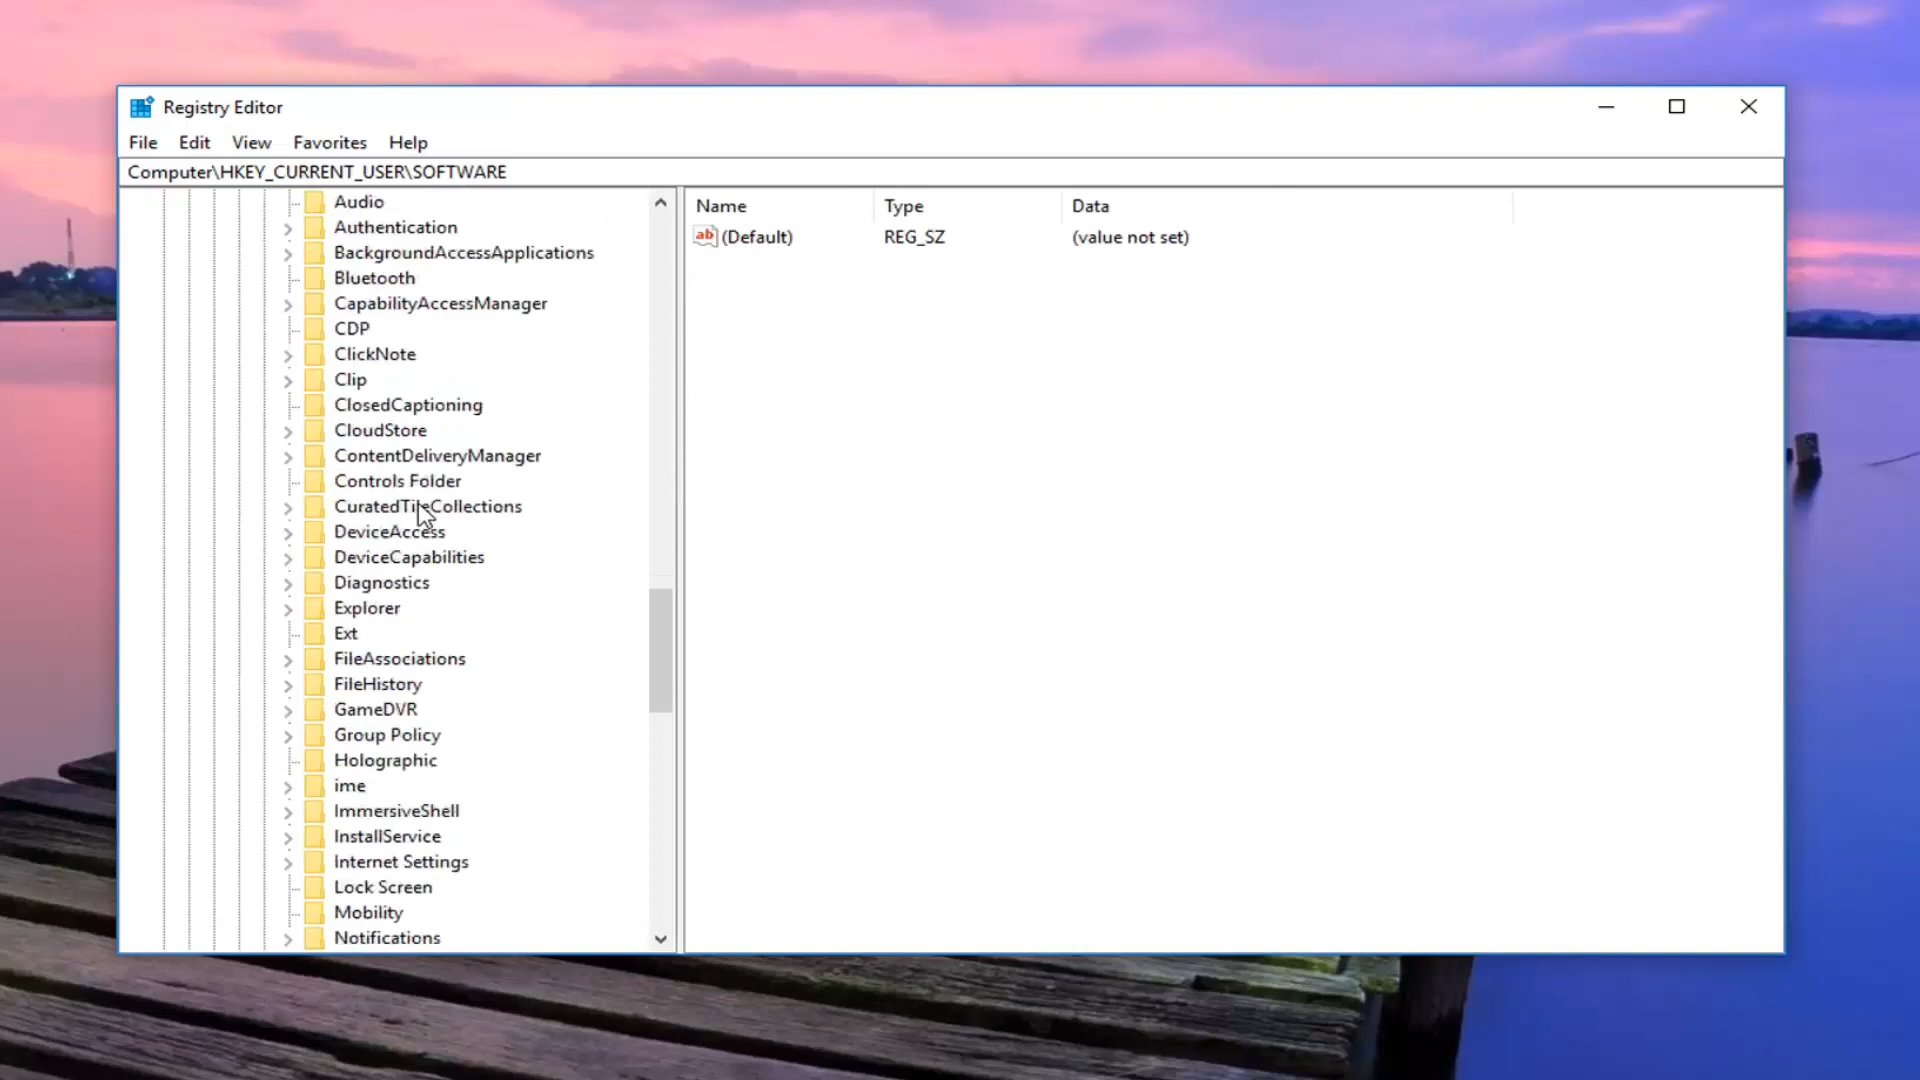 Registry Editor
File Edit View Favorites Help
Computer\HKEY_CURRENT_USER\SOFTWARE
Name Type Data
ab (Default) REG_SZ (value not set)
Audio
Authentication
BackgroundAccessApplications
Bluetooth
CapabilityAccessManager
CDP
ClickNote
Clip
ClosedCaptioning
CloudStore
ContentDeliveryManager
Controls Folder
CuratedTileCollections
DeviceAccess
DeviceCapabilities
Diagnostics
Explorer
Ext
FileAssociations
FileHistory
GameDVR
Group Policy
Holographic
ime
ImmersiveShell
InstallService
Internet Settings
Lock Screen
Mobility
Notifications